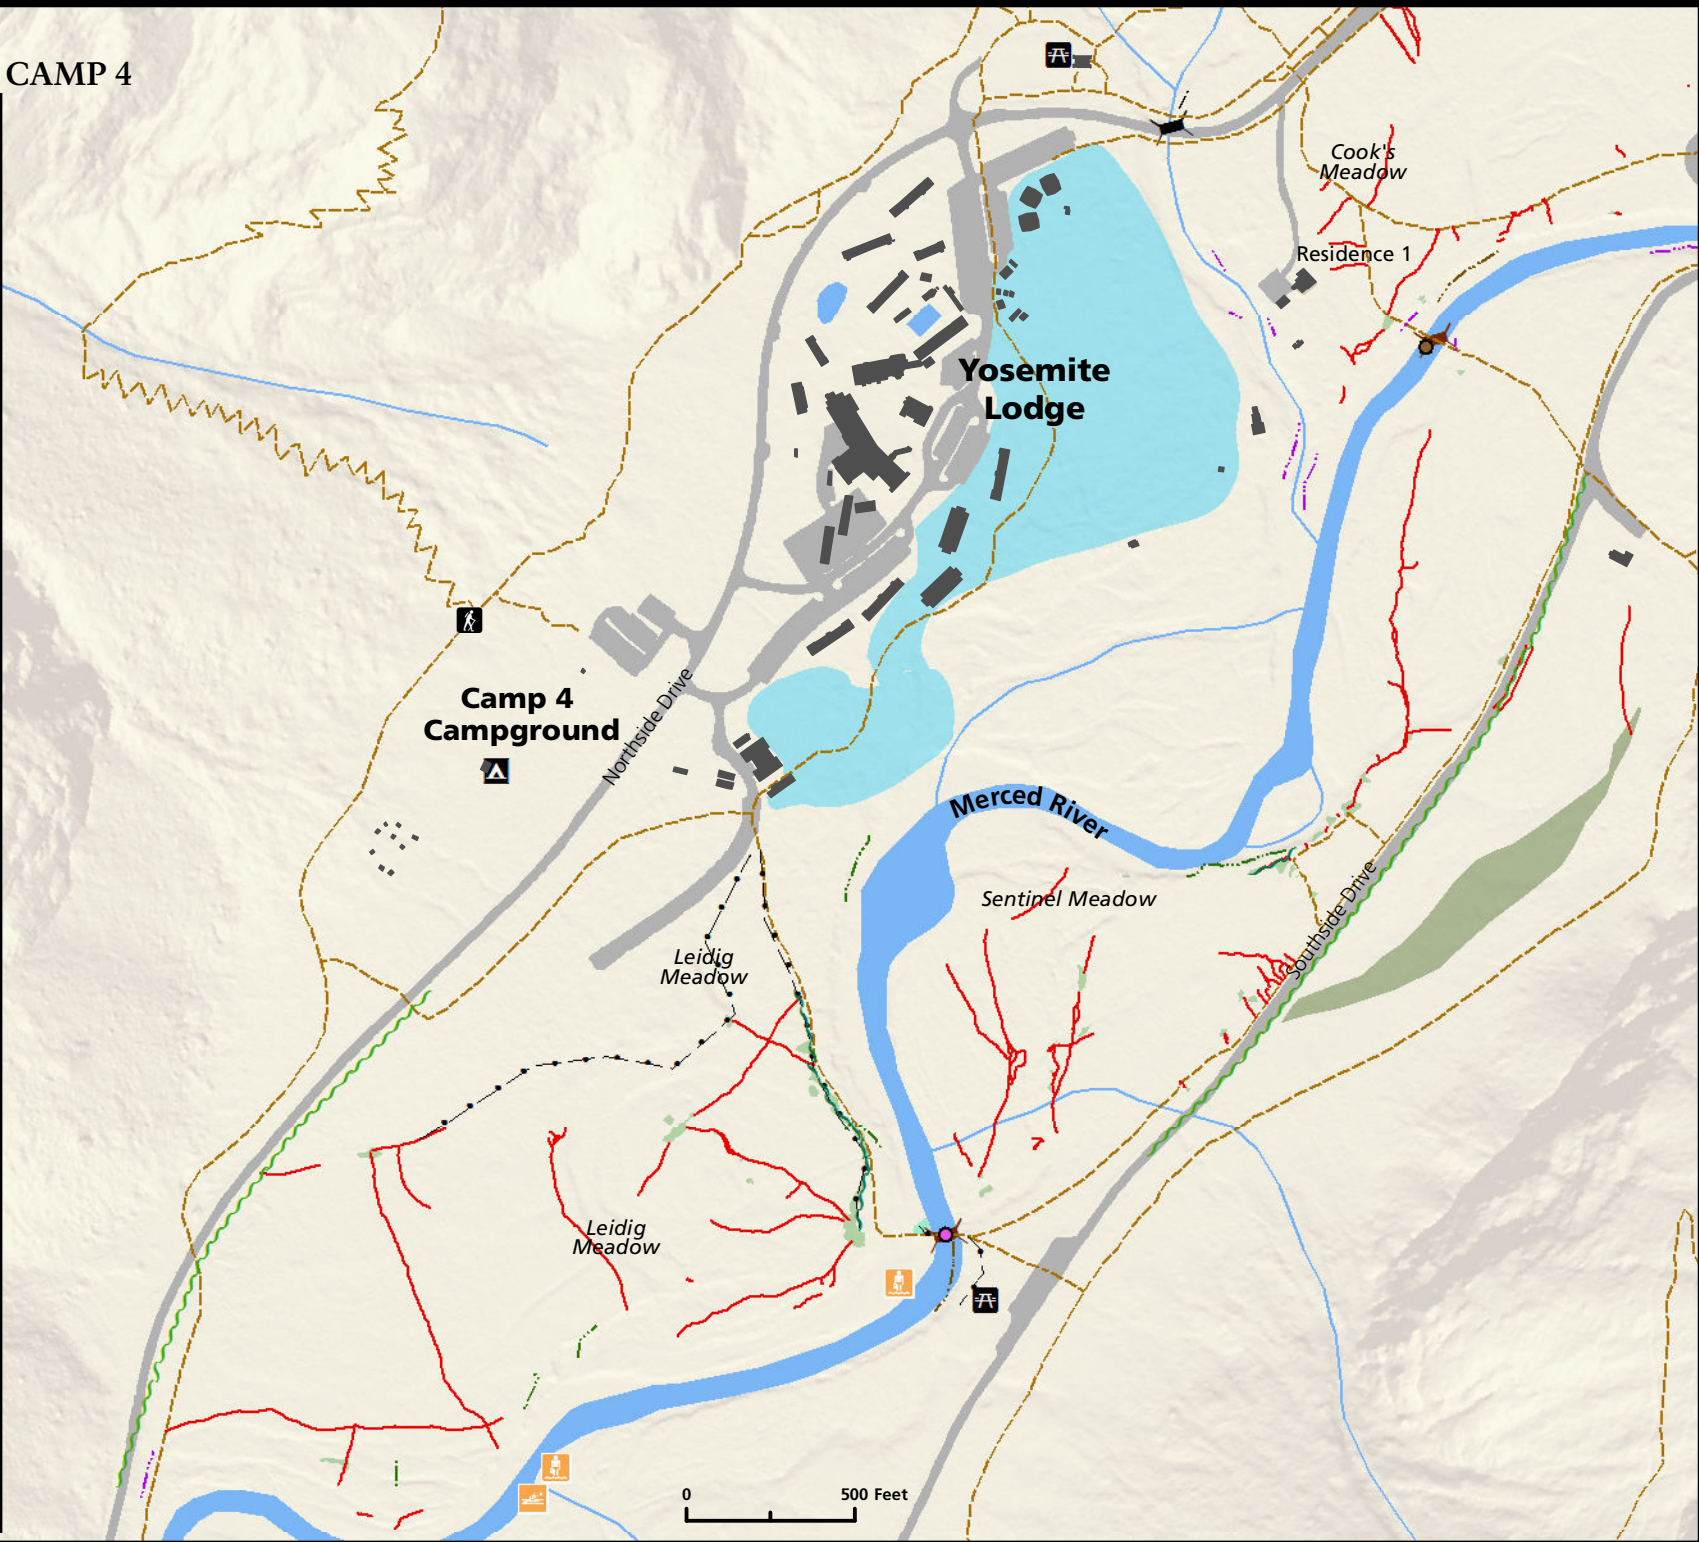 CAMP 4
Cook's
Meadow
Residence 1
Yosemite
Lodge
Camp 4
Campground
Northside Drive
Merced River
Sentinel Meadow
Southside Drive
Leidig
Meadow
Leidig
Meadow
0
500 Feet